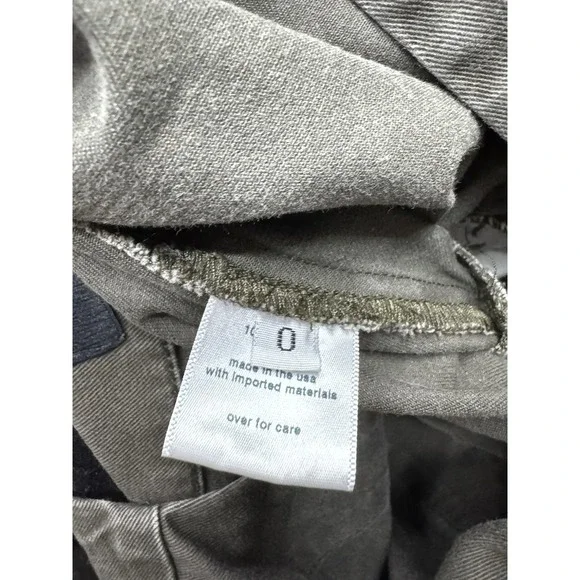 0
made in the usa
with imported materials
over for care